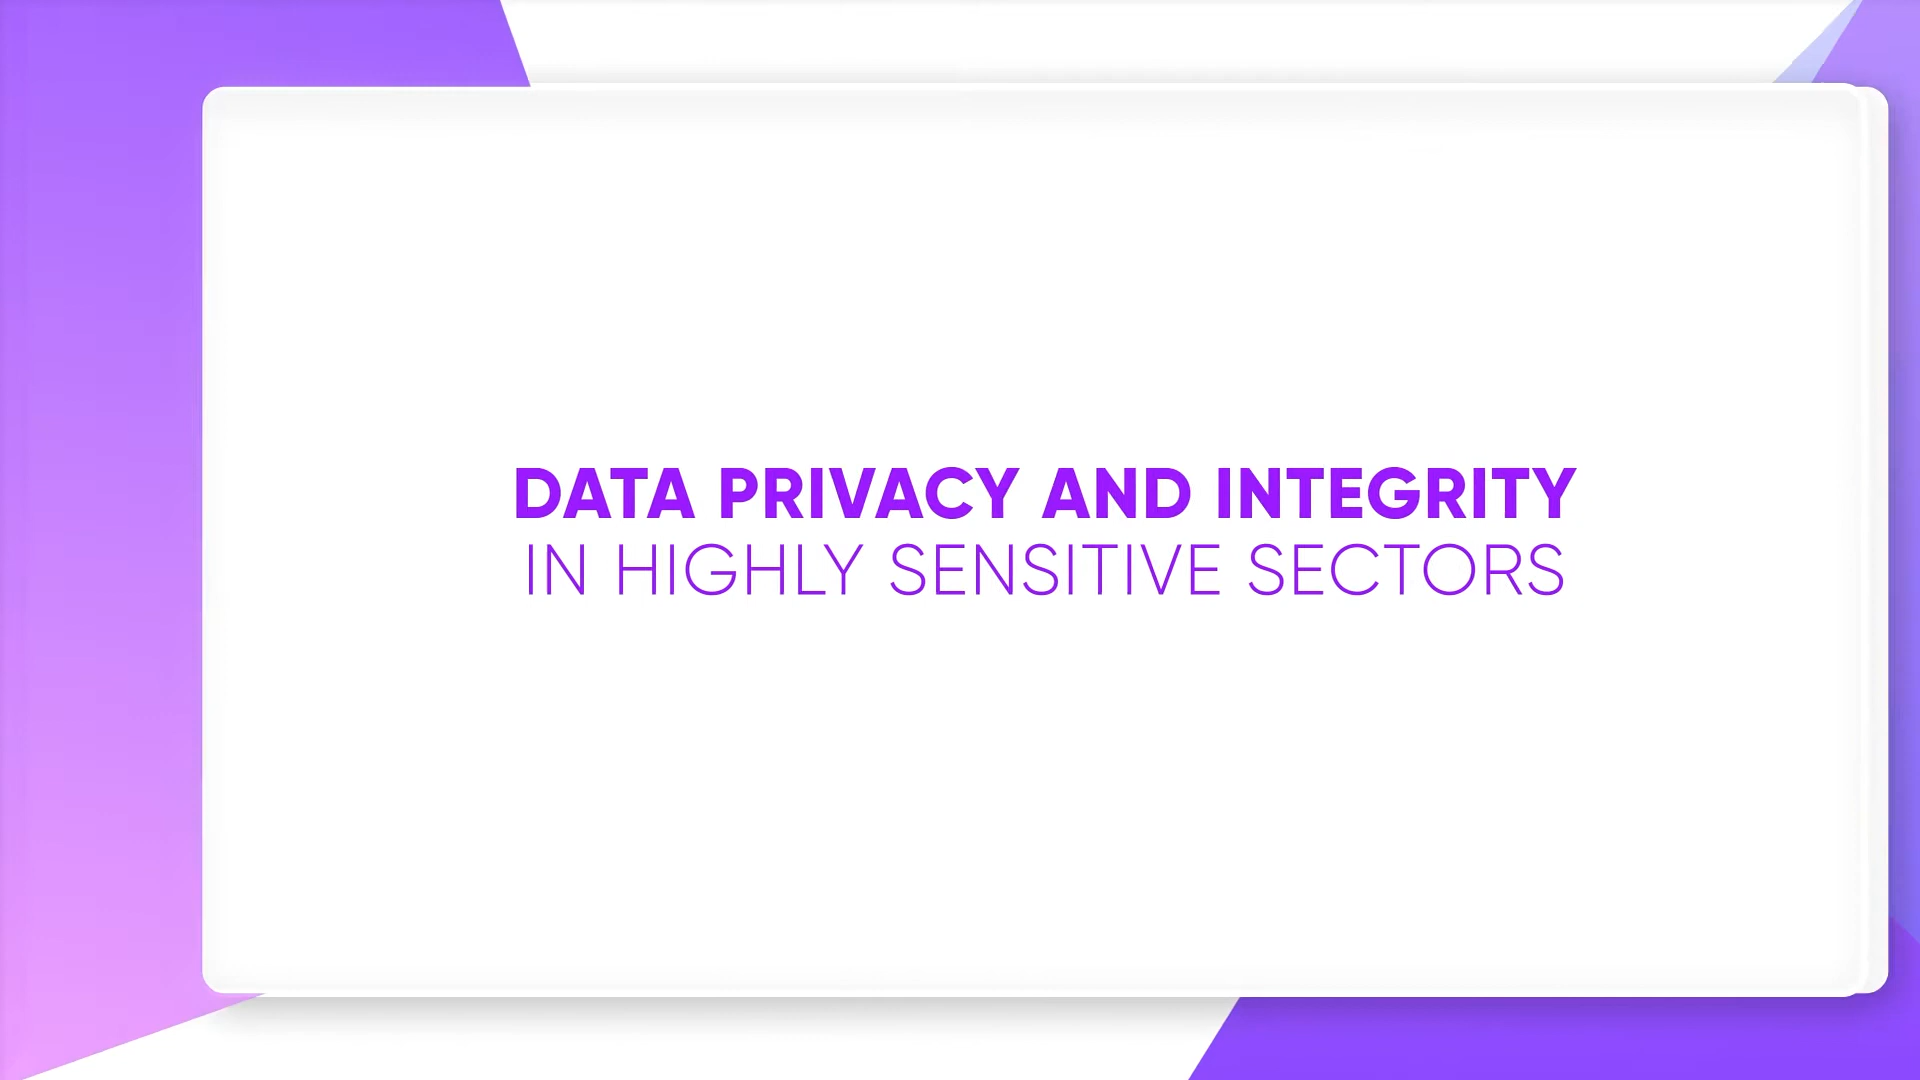 DATA PRIVACY AND INTEGRITY
IN HIGHLY SENSITIVE SECTORS